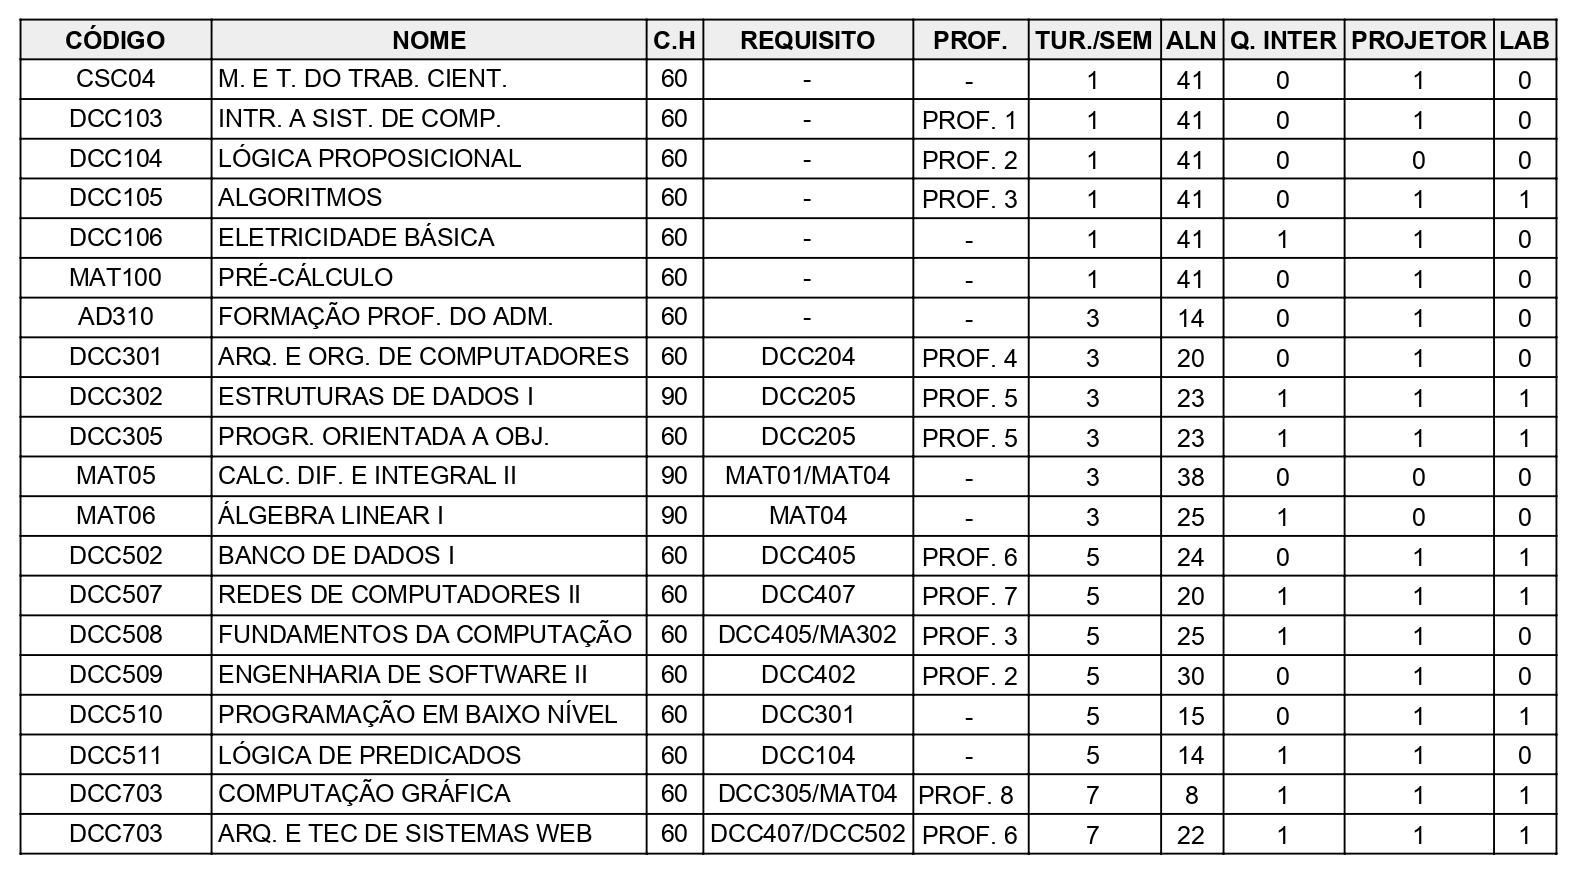 CÓDIGO NOME C.H REQUISITO PROF. TUR./SEM ALN Q. INTER PROJETOR LAB
CSC04 M. E T. DO TRAB. CIENT. 60 - - 1 41 0 1 0
DCC103 INTR. A SIST. DE COMP. 60 - PROF. 1 1 41 0 1 0
DCC104 LÓGICA PROPOSICIONAL 60 - PROF. 2 1 41 0 0 0
DCC105 ALGORITMOS 60 - PROF. 3 1 41 0 1 1
DCC106 ELETRICIDADE BÁSICA 60 - - 1 41 1 1 0
MAT100 PRÉ-CÁLCULO 60 - - 1 41 0 1 0
AD310 FORMAÇÃO PROF. DO ADM. 60 - - 3 14 0 1 0
DCC301 ARQ. E ORG. DE COMPUTADORES 60 DCC204 PROF. 4 3 20 0 1 0
DCC302 ESTRUTURAS DE DADOS I 90 DCC205 PROF. 5 3 23 1 1 1
DCC305 PROGR. ORIENTADA A OBJ. 60 DCC205 PROF. 5 3 23 1 1 1
MAT05 CALC. DIF. E INTEGRAL II 90 MAT01/MAT04 - 3 38 0 0 0
MAT06 ÁLGEBRA LINEAR I 90 MAT04 - 3 25 1 0 0
DCC502 BANCO DE DADOS I 60 DCC405 PROF. 6 5 24 0 1 1
DCC507 REDES DE COMPUTADORES II 60 DCC407 PROF. 7 5 20 1 1 1
DCC508 FUNDAMENTOS DA COMPUTAÇÃO 60 DCC405/MA302 PROF. 3 5 25 1 1 0
DCC509 ENGENHARIA DE SOFTWARE II 60 DCC402 PROF. 2 5 30 0 1 0
DCC510 PROGRAMAÇÃO EM BAIXO NÍVEL 60 DCC301 - 5 15 0 1 1
DCC511 LÓGICA DE PREDICADOS 60 DCC104 - 5 14 1 1 0
DCC703 COMPUTAÇÃO GRÁFICA 60 DCC305/MAT04 PROF. 8 7 8 1 1 1
DCC703 ARQ. E TEC DE SISTEMAS WEB 60 DCC407/DCC502 PROF. 6 7 22 1 1 1